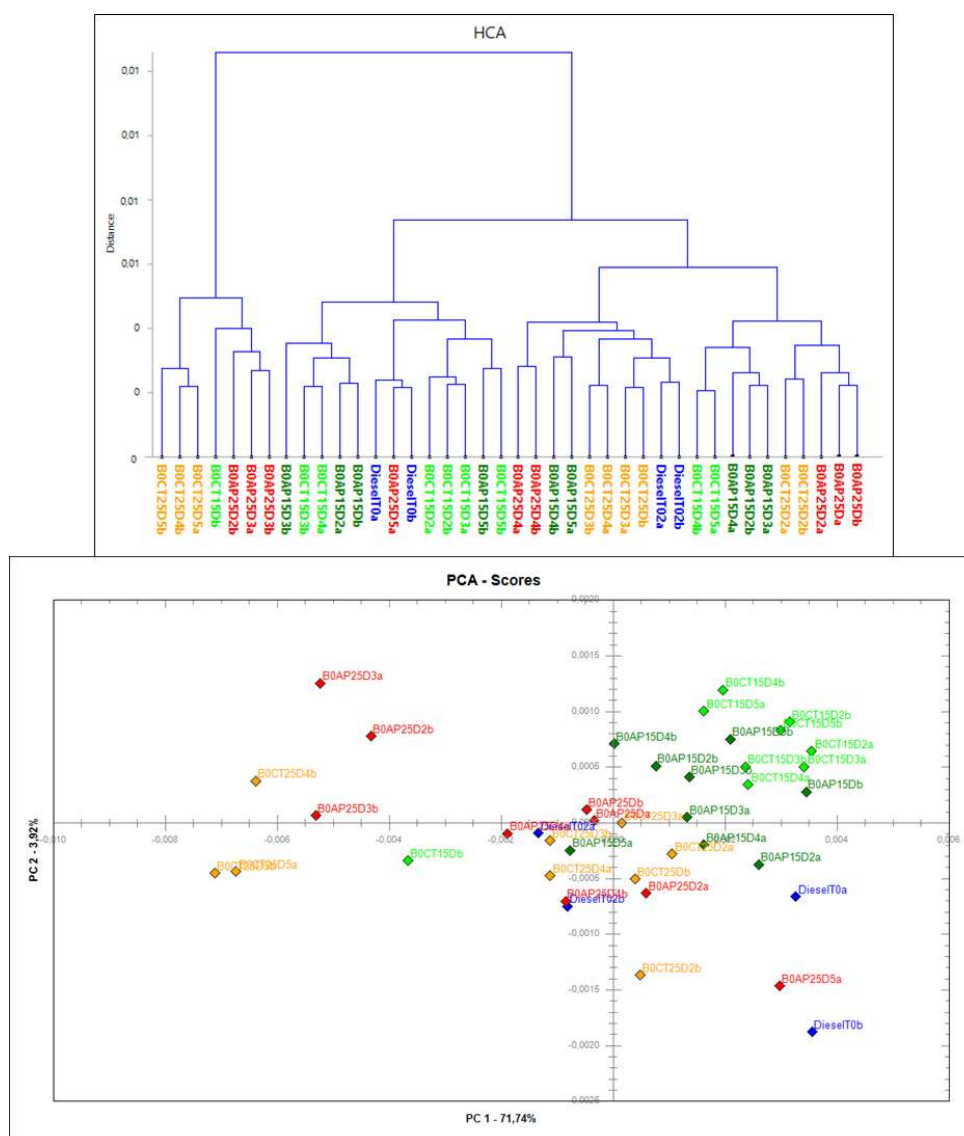 HCA
0,01
0,01
0,01
0,01
0
0
0
Distance
B0CT25D5b
B0CT25D4b
B0CT25D5a
B0CT15Db
B0AP25D2b
B0AP25D3a
B0AP25D3b
B0AP15D3b
B0CT15D3b
B0CT15D4a
B0AP15D2a
B0AP15Db
DieselT0a
B0AP25D5a
DieselT0b
B0CT15D2a
B0CT15D2b
B0CT15D3a
B0AP15D5b
B0CT15D5b
B0AP25D4a
B0AP25D4b
B0AP15D4b
B0AP15D5a
B0CT25D3b
B0CT25D4a
B0CT25D3a
B0CT25Db
DieselT02a
DieselT02b
B0CT15D4b
B0CT15D5a
B0AP15D4a
B0AP15D2b
B0AP15D3a
B0CT25D2a
B0CT25D2b
B0AP25D2a
B0AP25Da
B0AP25Db
PCA - Scores
0,0020
0,0015
B0AP25D3a
B0CT15D4b
0,0010
B0CT15D5a
B0CT15D2b
B0CT15D5b
B0AP25D2b
B0AP15D4b
B0CT15D2a
0,0005
B0AP15D2b
B0CT15D3b
B0CT15D3a
B0CT25D4b
B0CT15D4a
B0AP15Db
B0AP25D3b
B0AP25Db
B0AP25Da
B0CT25D3a
B0AP15D3a
-0,010
-0,008
-0,006
-0,004
-0,002
0,002
0,004
0,006
DieselT02a
B0AP15D5a
B0AP15D4a
B0CT25D2a
B0CT15Db
B0CT25D5a
B0CT25D4a
B0CT25Db
B0AP15D2a
-0,0005
B0AP25D4b
DieselT02b
B0AP25D2a
DieselT0a
-0,0010
B0CT25D2b
B0AP25D5a
-0,0015
DieselT0b
-0,0020
-0,0025
PC 2 - 3,92%
PC 1 - 71,74%